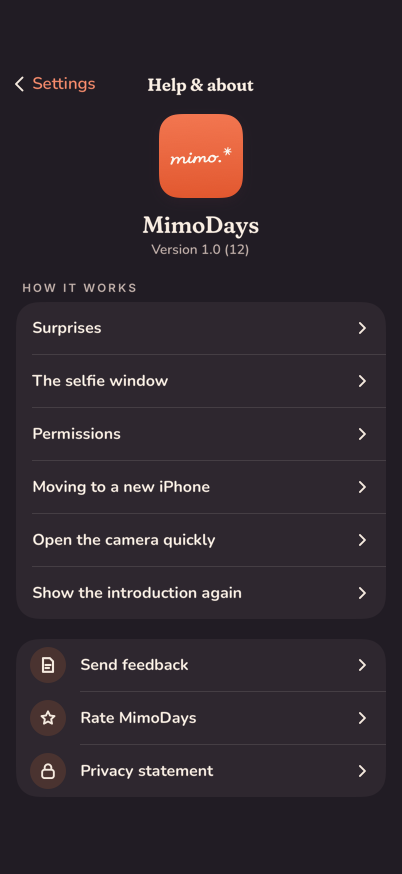 Settings
Help & about
mimo.*
MimoDays
Version 1.0 (12)
HOW IT WORKS
Surprises
The selfie window
Permissions
Moving to a new iPhone
Open the camera quickly
Show the introduction again
Send feedback
Rate MimoDays
Privacy statement